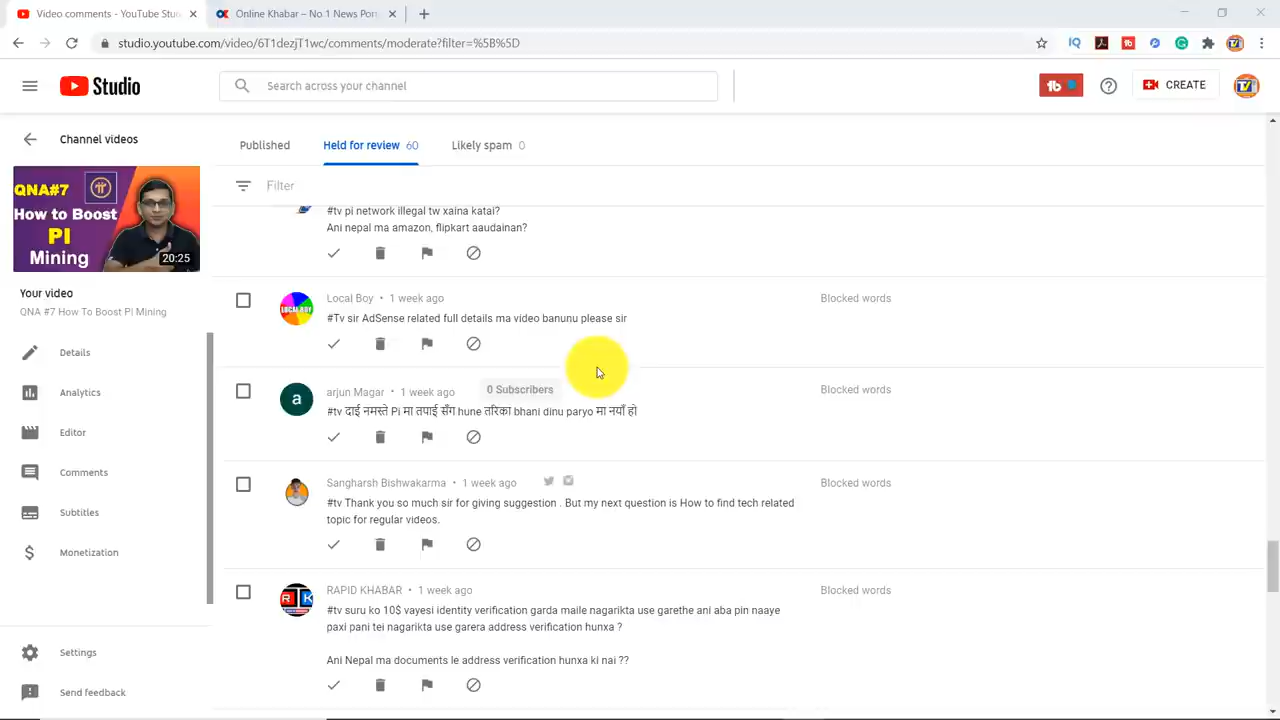 Video comments - YouTube Stu
Online Khabar – No 1 News Por
studio.youtube.com/video/6T1dezjT1wc/comments/moderate?filter=%5B%5D
Studio
Search across your channel
CREATE
Channel videos
QNA#7
How to Boost
PI
Mining
20:25
Your video
QNA #7 How To Boost PI Mining
Details
Analytics
Editor
Comments
Subtitles
Monetization
Settings
Send feedback
Published
Held for review 60
Likely spam 0
Filter
#tv pi network illegal tw xaina katai?
Ani nepal ma amazon, flipkart aaudainan?
LOCAL BOY
Local Boy • 1 week ago
Blocked words
#Tv sir AdSense related full details ma video banunu please sir
a
arjun Magar • 1 week ago
0 Subscribers
Blocked words
#tv दाई नमस्ते Pi मा तपाई सँग hune तरिका bhani dinu paryo मा नयाँ हो
Sangharsh Bishwakarma • 1 week ago
Blocked words
#tv Thank you so much sir for giving suggestion . But my next question is How to find tech related
topic for regular videos.
RK
RAPID KHABAR • 1 week ago
Blocked words
#tv suru ko 10$ vayesi identity verification garda maile nagarikta use garethe ani aba pin naaye
paxi pani tei nagarikta use garera address verification hunxa ?
Ani Nepal ma documents le address verification hunxa ki nai ??